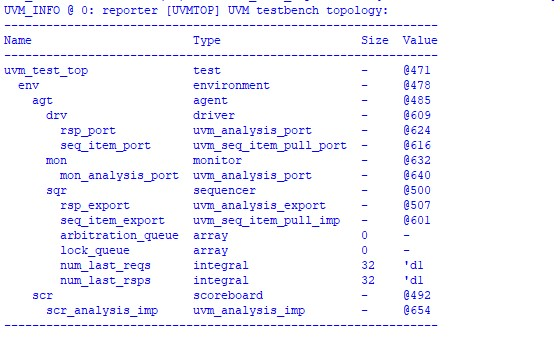 UVM_INFO @ 0: reporter [UVMTOP] UVM testbench topology:
--------------------------------------------------------------
Name                       Type                    Size  Value
--------------------------------------------------------------
uvm_test_top               test                    -     @471
  env                      environment             -     @478
    agt                    agent                   -     @485
      drv                  driver                  -     @609
        rsp_port           uvm_analysis_port       -     @624
        seq_item_port      uvm_seq_item_pull_port  -     @616
      mon                  monitor                 -     @632
        mon_analysis_port  uvm_analysis_port       -     @640
      sqr                  sequencer               -     @500
        rsp_export         uvm_analysis_export     -     @507
        seq_item_export    uvm_seq_item_pull_imp   -     @601
        arbitration_queue  array                   0     -
        lock_queue         array                   0     -
        num_last_reqs      integral                32    'd1
        num_last_rsps      integral                32    'd1
    scr                    scoreboard              -     @492
      scr_analysis_imp     uvm_analysis_imp        -     @654
--------------------------------------------------------------